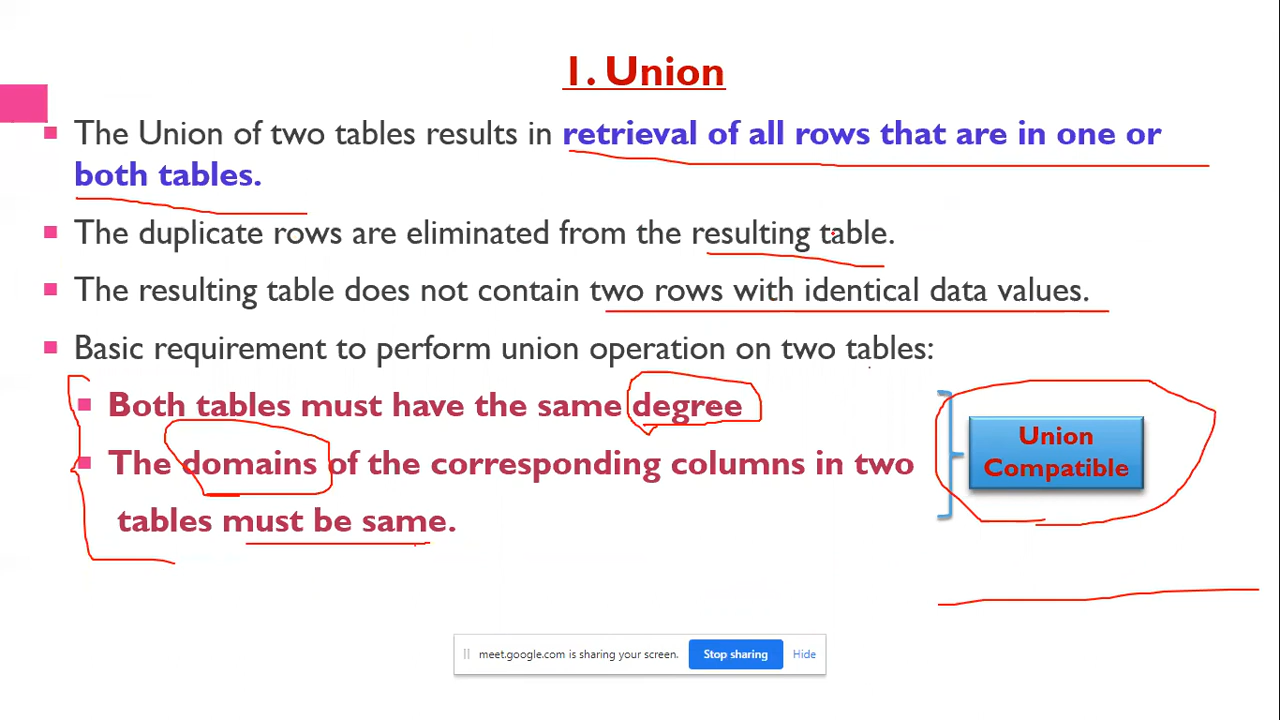 1. Union
The Union of two tables results in retrieval of all rows that are in one or
both tables.
The duplicate rows are eliminated from the resulting table.
The resulting table does not contain two rows with identical data values.
Basic requirement to perform union operation on two tables:
Both tables must have the same degree
The domains of the corresponding columns in two
tables must be same.
Union
Compatible
meet.google.com is sharing your screen.
Stop sharing
Hide